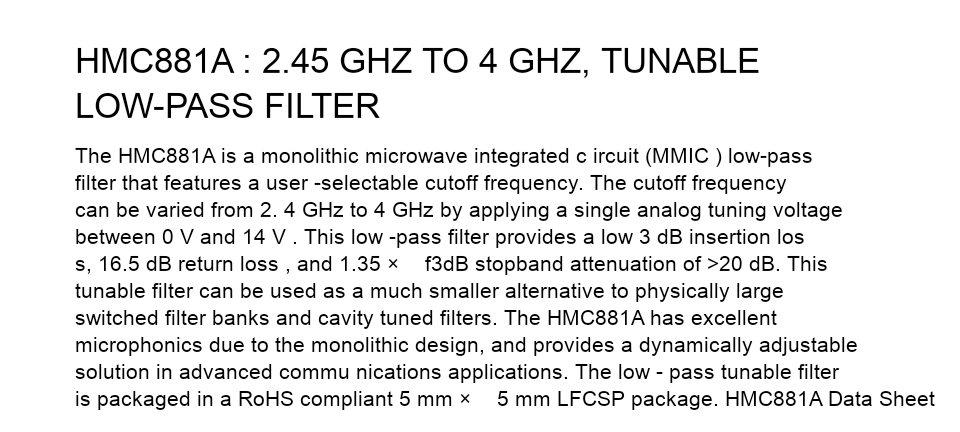 HMC881A : 2.45 GHZ TO 4 GHZ, TUNABLE
LOW-PASS FILTER
The HMC881A is a monolithic microwave integrated c ircuit (MMIC ) low-pass
filter that features a user -selectable cutoff frequency. The cutoff frequency
can be varied from 2. 4 GHz to 4 GHz by applying a single analog tuning voltage
between 0 V and 14 V . This low -pass filter provides a low 3 dB insertion los
s, 16.5 dB return loss , and 1.35 ×    f3dB stopband attenuation of >20 dB. This
tunable filter can be used as a much smaller alternative to physically large
switched filter banks and cavity tuned filters. The HMC881A has excellent
microphonics due to the monolithic design, and provides a dynamically adjustable
solution in advanced commu nications applications. The low - pass tunable filter
is packaged in a RoHS compliant 5 mm ×    5 mm LFCSP package. HMC881A Data Sheet